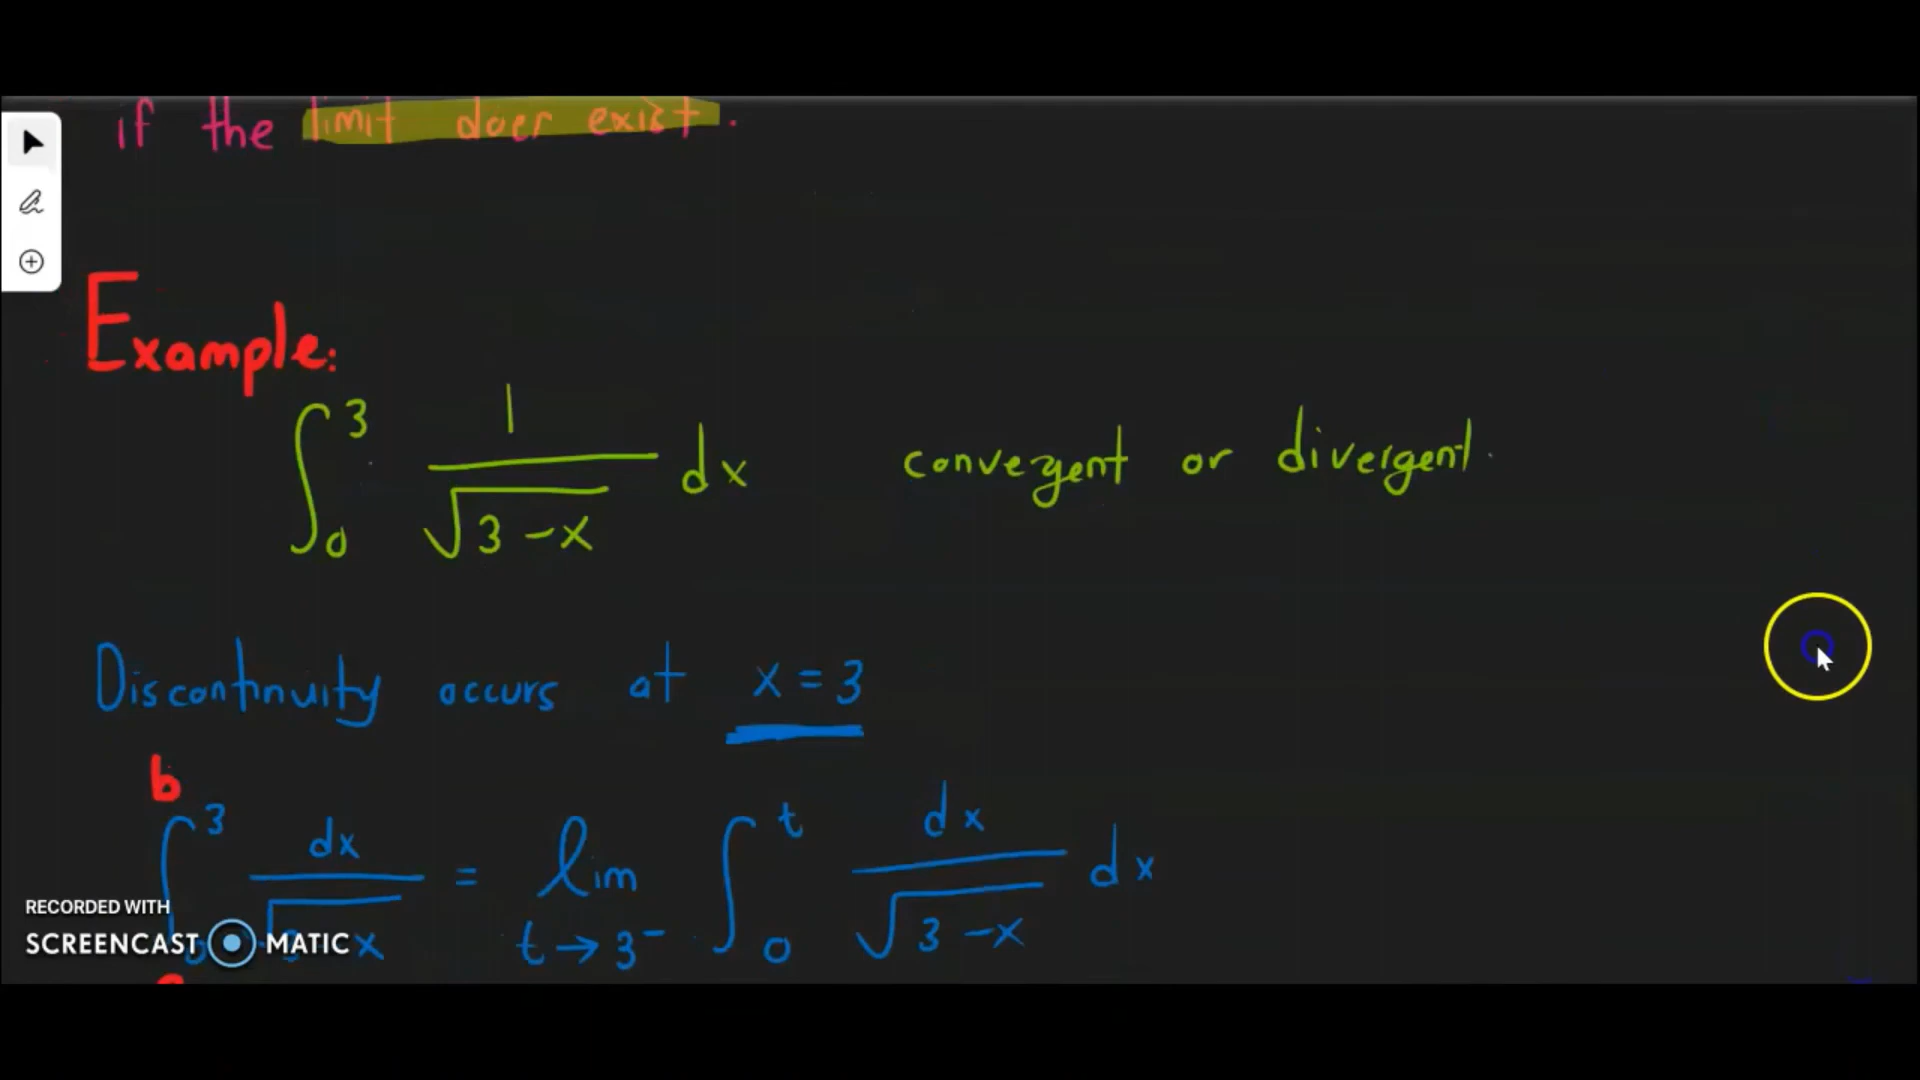 if the limit does exist.
Example:
∫₀³ 1/√(3-x) dx convergent or divergent.
Discontinuity occurs at x = 3
b
∫₀³ dx/√(3-x) = lim t→3⁻ ∫₀ᵗ dx/√(3-x) dx
RECORDED WITH
SCREENCAST MATIC